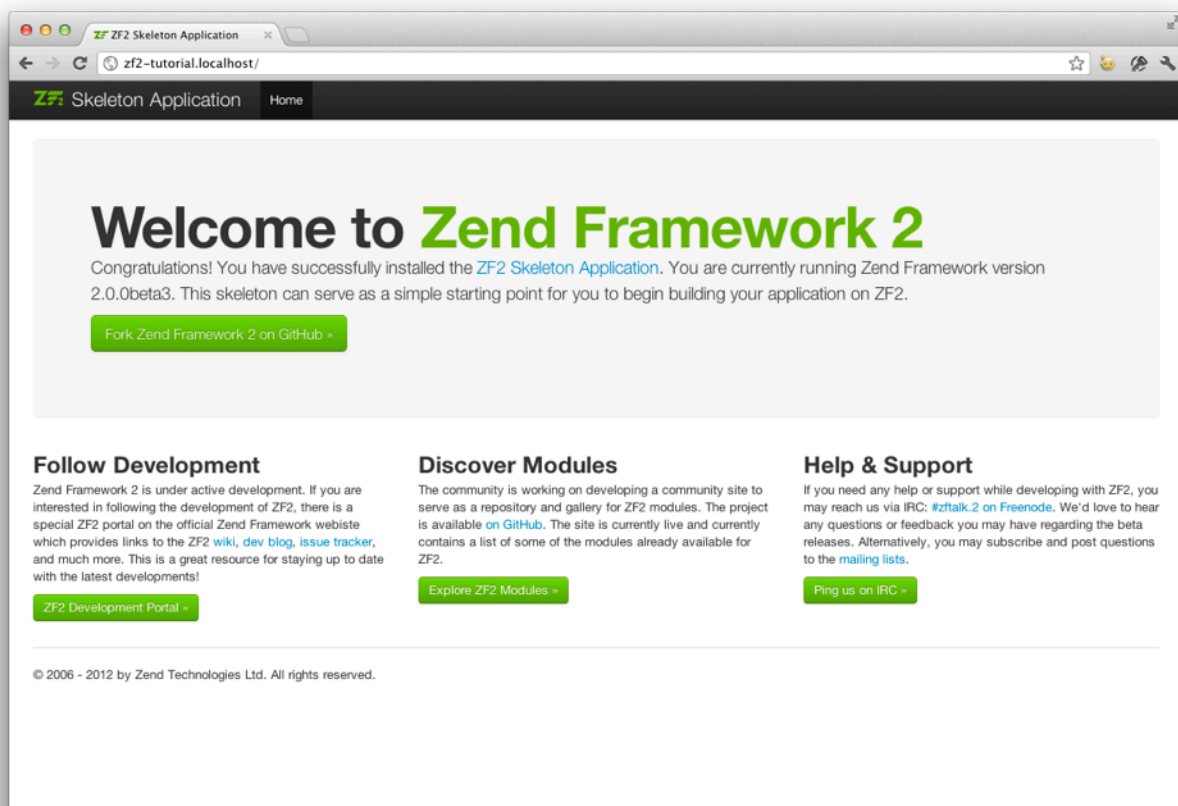 ZF2 Skeleton Application
zf2-tutorial.localhost/
ZF2 Skeleton Application Home
Welcome to Zend Framework 2
Congratulations! You have successfully installed the ZF2 Skeleton Application. You are currently running Zend Framework version
2.0.0beta3. This skeleton can serve as a simple starting point for you to begin building your application on ZF2.
Fork Zend Framework 2 on GitHub »
Follow Development
Zend Framework 2 is under active development. If you are
interested in following the development of ZF2, there is a
special ZF2 portal on the official Zend Framework webiste
which provides links to the ZF2 wiki, dev blog, issue tracker,
and much more. This is a great resource for staying up to date
with the latest developments!
ZF2 Development Portal »
Discover Modules
The community is working on developing a community site to
serve as a repository and gallery for ZF2 modules. The project
is available on GitHub. The site is currently live and currently
contains a list of some of the modules already available for
ZF2.
Explore ZF2 Modules »
Help & Support
If you need any help or support while developing with ZF2, you
may reach us via IRC: #zftalk.2 on Freenode. We'd love to hear
any questions or feedback you may have regarding the beta
releases. Alternatively, you may subscribe and post questions
to the mailing lists.
Ping us on IRC »
© 2006 - 2012 by Zend Technologies Ltd. All rights reserved.